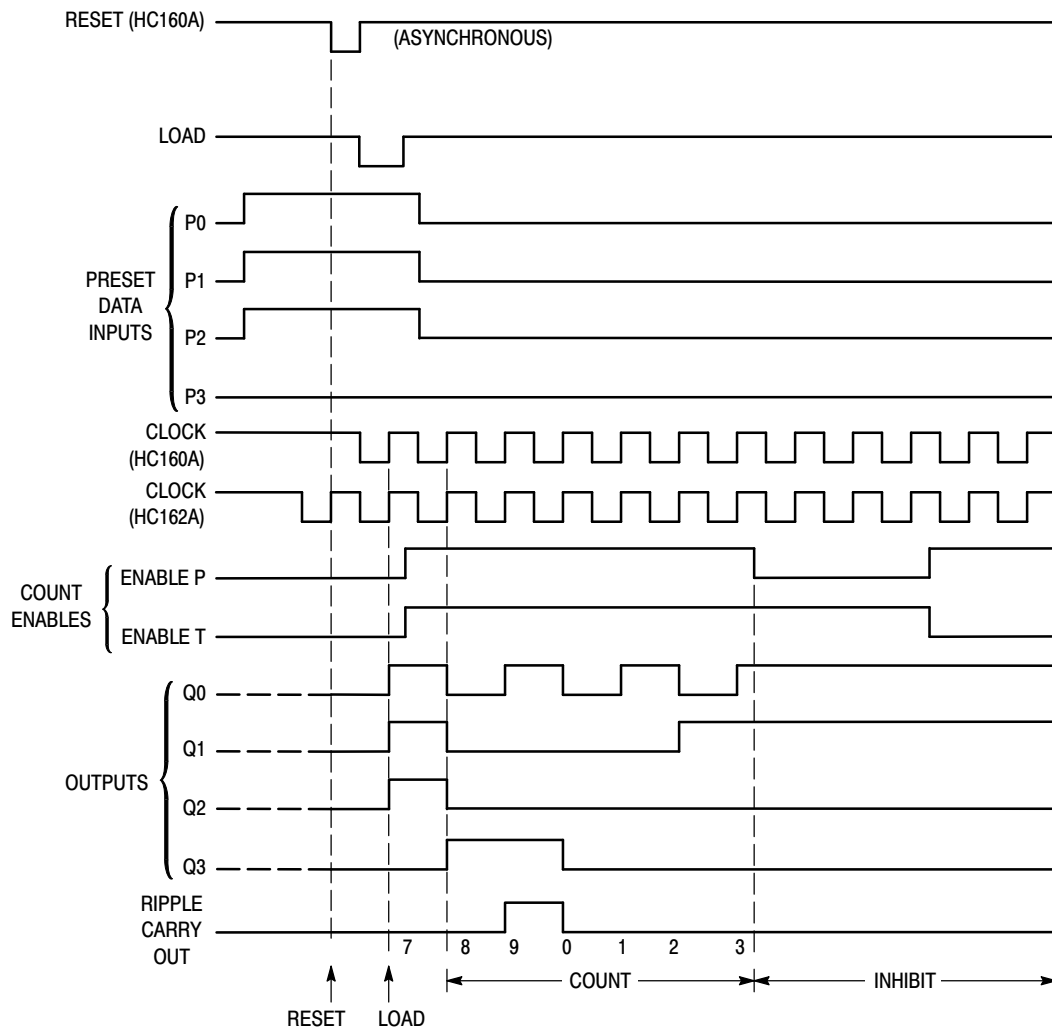 RESET (HC160A)
(ASYNCHRONOUS)
LOAD
P0
P1
PRESET
DATA
INPUTS
P2
P3
CLOCK
(HC160A)
CLOCK
(HC162A)
ENABLE P
COUNT
ENABLES
ENABLE T
Q0
Q1
OUTPUTS
Q2
Q3
RIPPLE
CARRY
OUT
7 8 9 0 1 2 3
COUNT INHIBIT
RESET LOAD